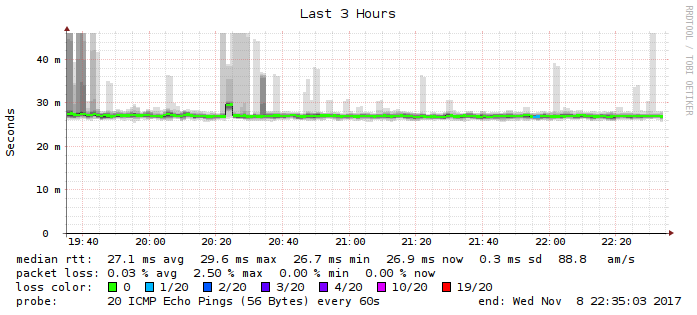 Last 3 Hours
RRDTOOL / TOBI OETIKER
Seconds
40 m
30 m
20 m
10 m
0
19:40 20:00 20:20 20:40 21:00 21:20 21:40 22:00 22:20
median rtt: 27.1 ms avg 29.6 ms max 26.7 ms min 26.9 ms now 0.3 ms sd 88.8 am/s
packet loss: 0.03 % avg 2.50 % max 0.00 % min 0.00 % now
loss color: 0 1/20 2/20 3/20 4/20 10/20 19/20
probe: 20 ICMP Echo Pings (56 Bytes) every 60s end: Wed Nov 8 22:35:03 2017